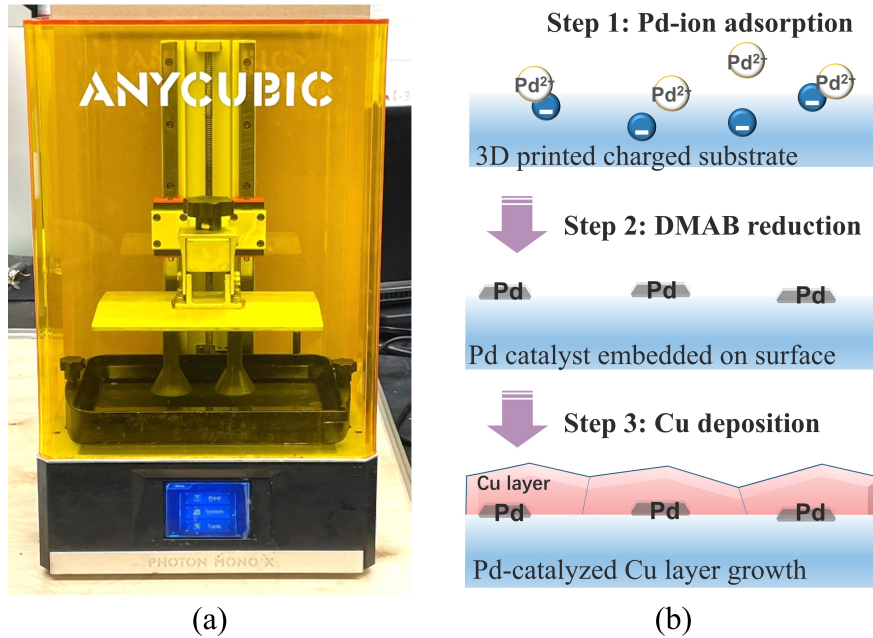 ANYCUBIC
Print
System
Tools
PHOTON MONO X
(a)
Step 1: Pd-ion adsorption
Pd²⁺
Pd²⁺
Pd²⁺
Pd²⁺
3D printed charged substrate
Step 2: DMAB reduction
Pd
Pd
Pd
Pd catalyst embedded on surface
Step 3: Cu deposition
Cu layer
Pd
Pd
Pd
Pd-catalyzed Cu layer growth
(b)